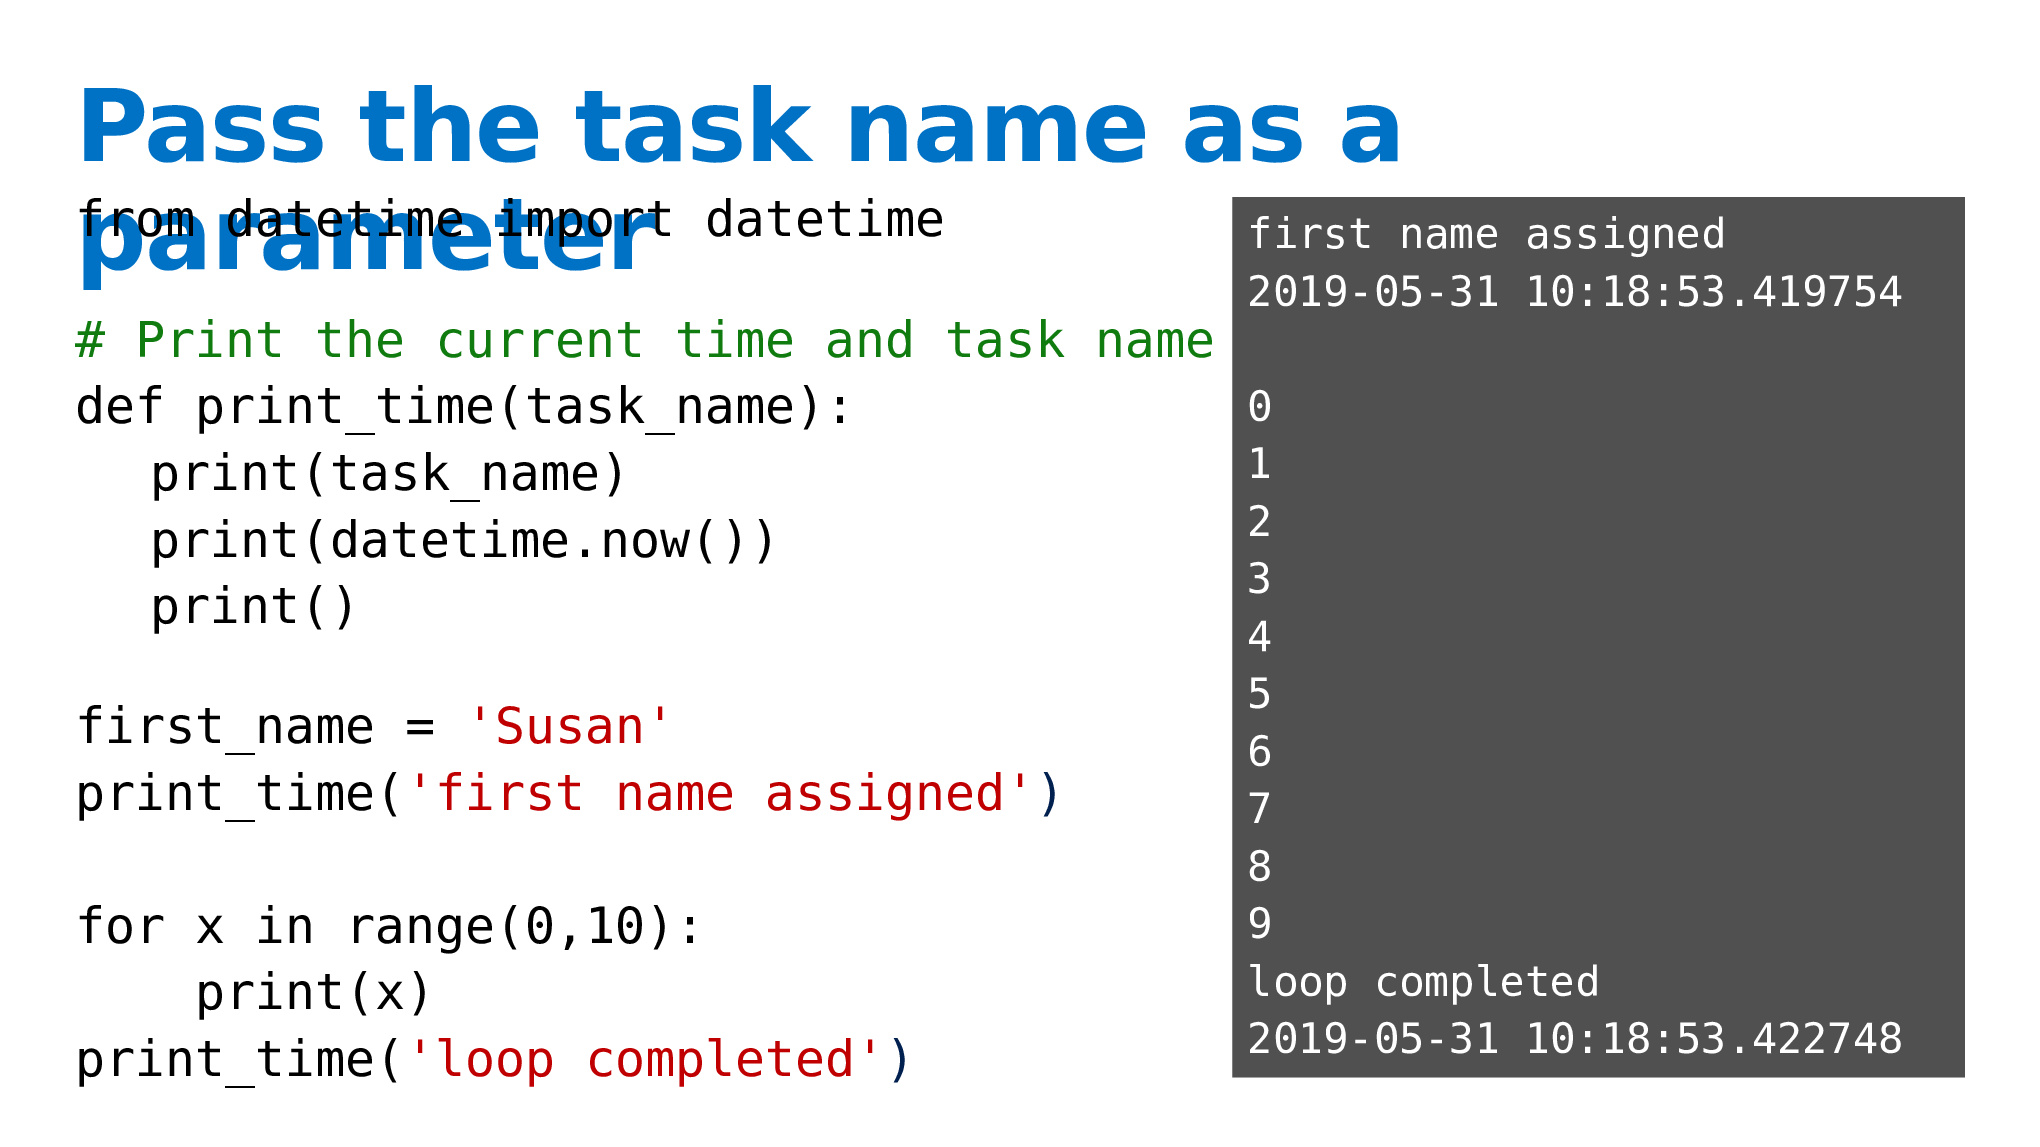 Pass the task name as a
parameter
from datetime import datetime
# Print the current time and task name
def print_time(task_name):
   print(task_name)
   print(datetime.now())
   print()
first_name = 'Susan'
print_time('first name assigned')
for x in range(0,10):
    print(x)
print_time('loop completed')
first name assigned
2019-05-31 10:18:53.419754
0
1
2
3
4
5
6
7
8
9
loop completed
2019-05-31 10:18:53.422748